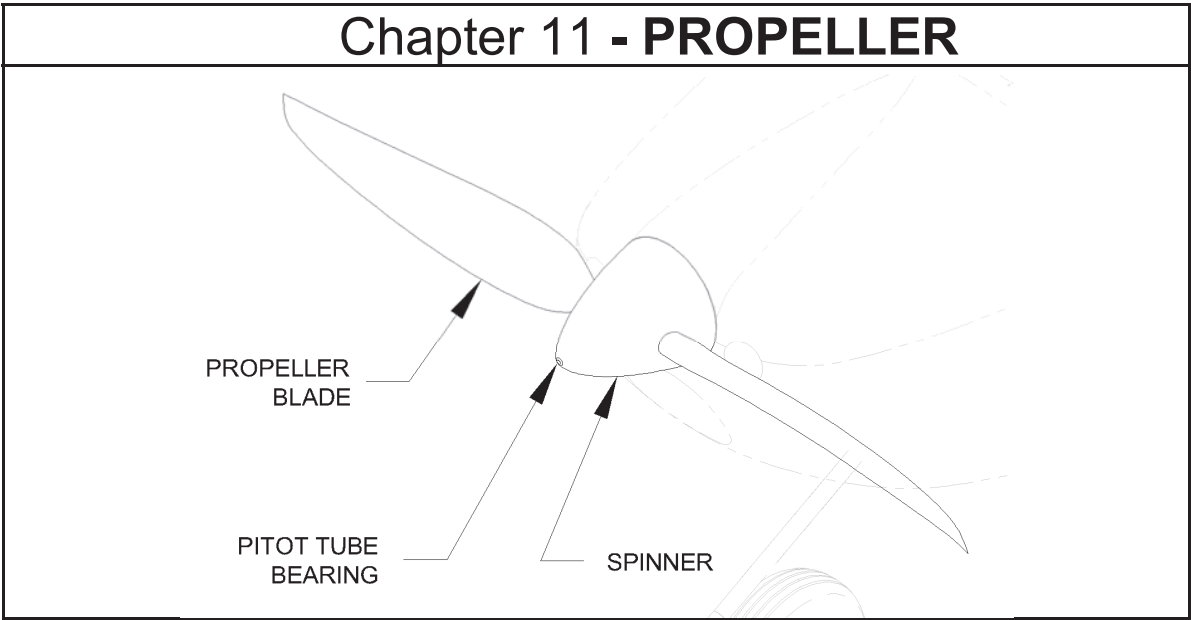 Chapter 11 - PROPELLER
PROPELLER
BLADE
PITOT TUBE
BEARING
SPINNER